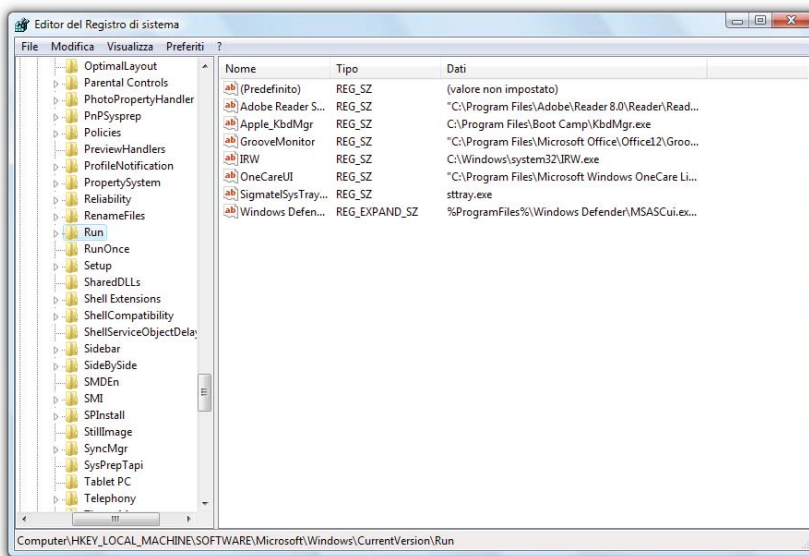 Editor del Registro di sistema
File Modifica Visualizza Preferiti ?
OptimalLayout
Parental Controls
PhotoPropertyHandler
PnPSysprep
Policies
PreviewHandlers
ProfileNotification
PropertySystem
Reliability
RenameFiles
Run
RunOnce
Setup
SharedDLLs
Shell Extensions
ShellCompatibility
ShellServiceObjectDelay
Sidebar
SideBySide
SMDEn
SMI
SPInstall
StillImage
SyncMgr
SysPrepTapi
Tablet PC
Telephony
Nome Tipo Dati
(Predefinito) REG_SZ (valore non impostato)
Adobe Reader S... REG_SZ "C:\Program Files\Adobe\Reader 8.0\Reader\Read...
Apple_KbdMgr REG_SZ C:\Program Files\Boot Camp\KbdMgr.exe
GrooveMonitor REG_SZ "C:\Program Files\Microsoft Office\Office12\Groo...
IRW REG_SZ C:\Windows\system32\IRW.exe
OneCareUI REG_SZ "C:\Program Files\Microsoft Windows OneCare Li...
SigmatelSysTray... REG_SZ sttray.exe
Windows Defen... REG_EXPAND_SZ %ProgramFiles%\Windows Defender\MSASCui.ex...
Computer\HKEY_LOCAL_MACHINE\SOFTWARE\Microsoft\Windows\CurrentVersion\Run